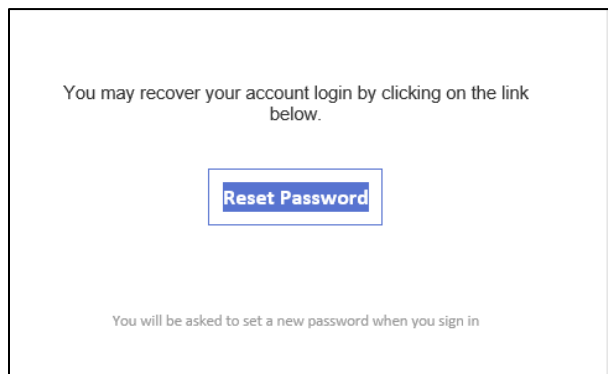 You may recover your account login by clicking on the link
below.
Reset Password
You will be asked to set a new password when you sign in